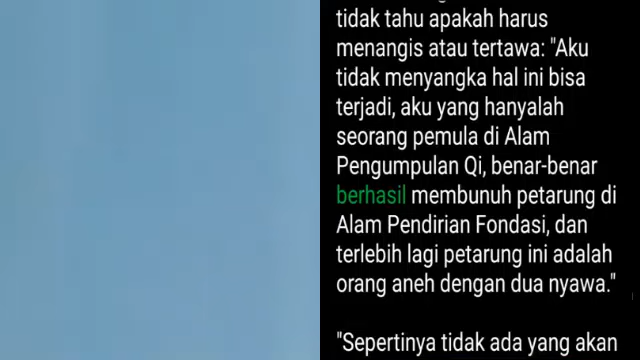 tidak tahu apakah harus
menangis atau tertawa: "Aku
tidak menyangka hal ini bisa
terjadi, aku yang hanyalah
seorang pemula di Alam
Pengumpulan Qi, benar-benar
berhasil membunuh petarung di
Alam Pendirian Fondasi, dan
terlebih lagi petarung ini adalah
orang aneh dengan dua nyawa."
"Sepertinya tidak ada yang akan